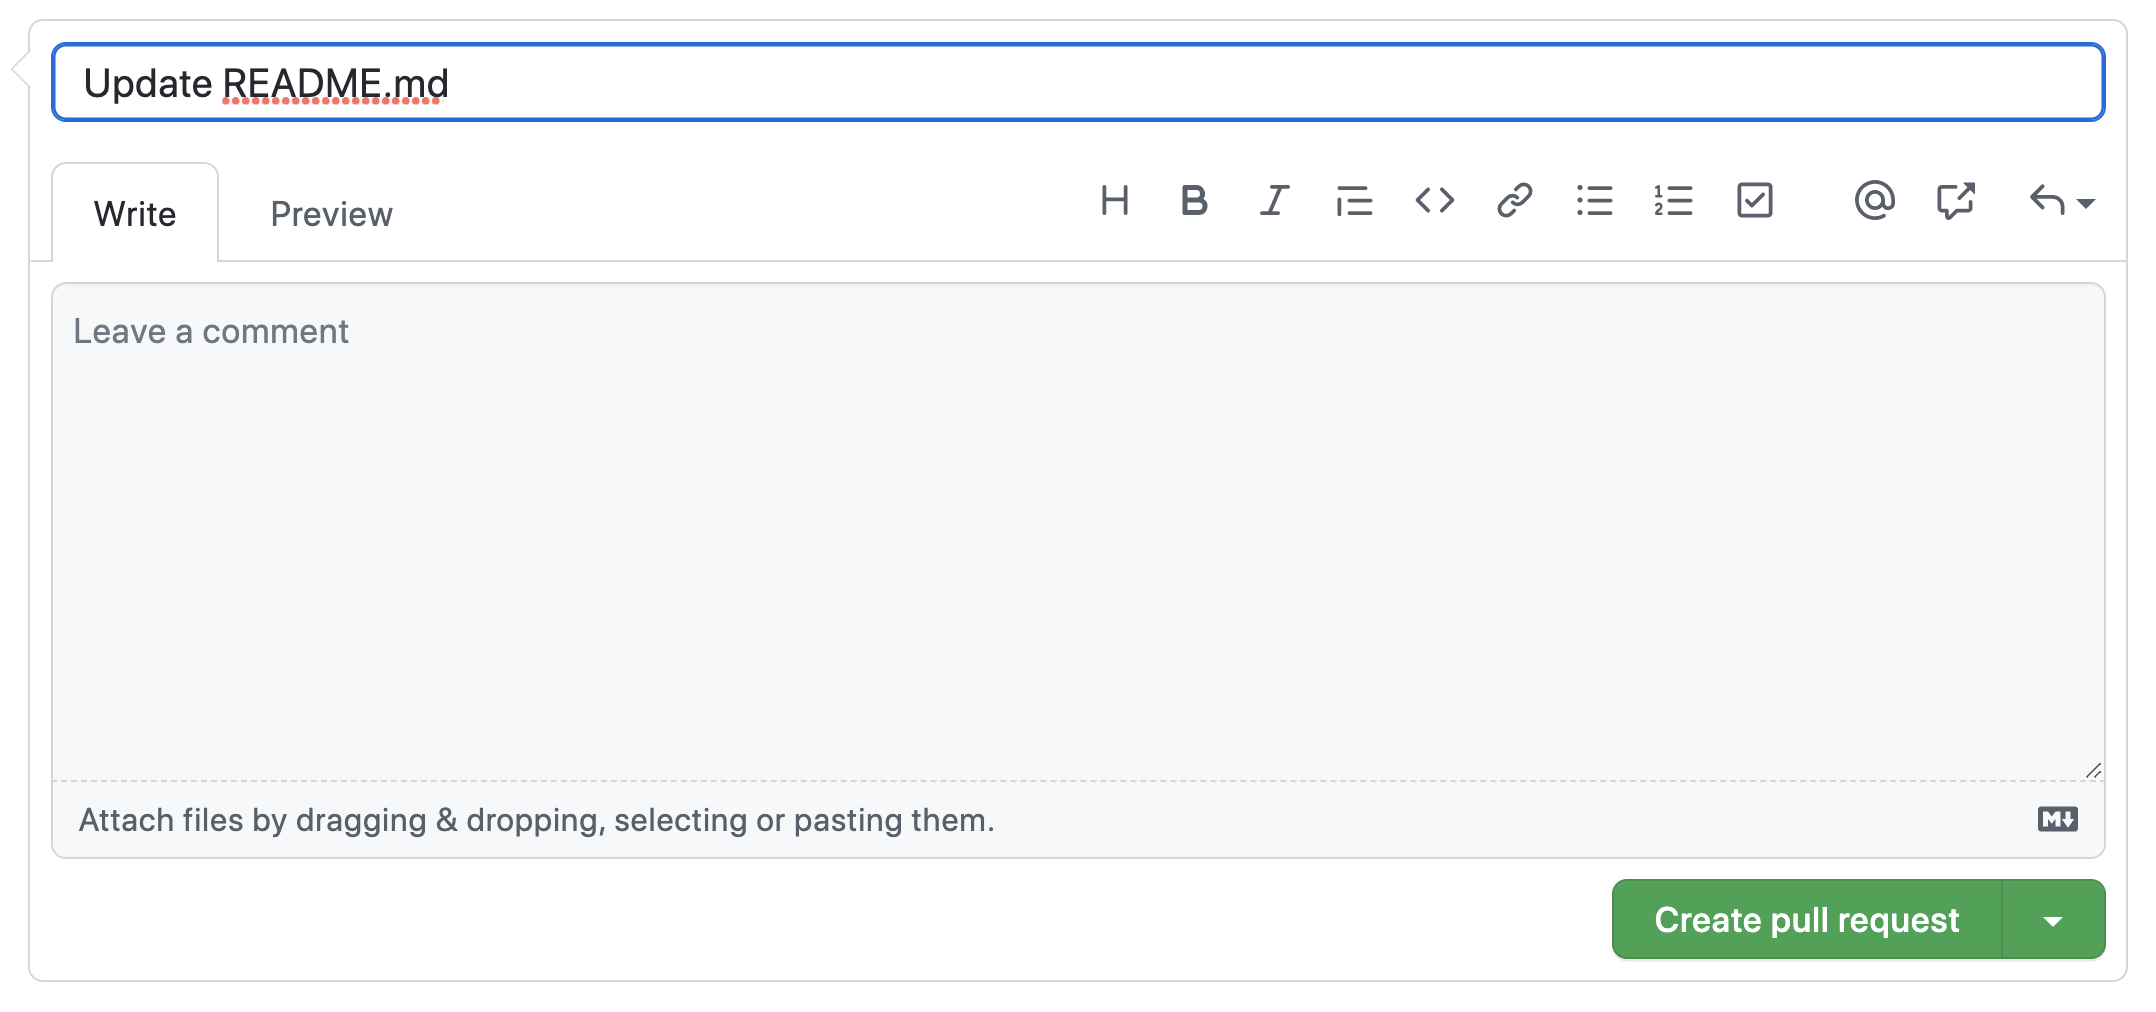 Update README.md
Write Preview H B I
Leave a comment
Attach files by dragging & dropping, selecting or pasting them.
M
Create pull request